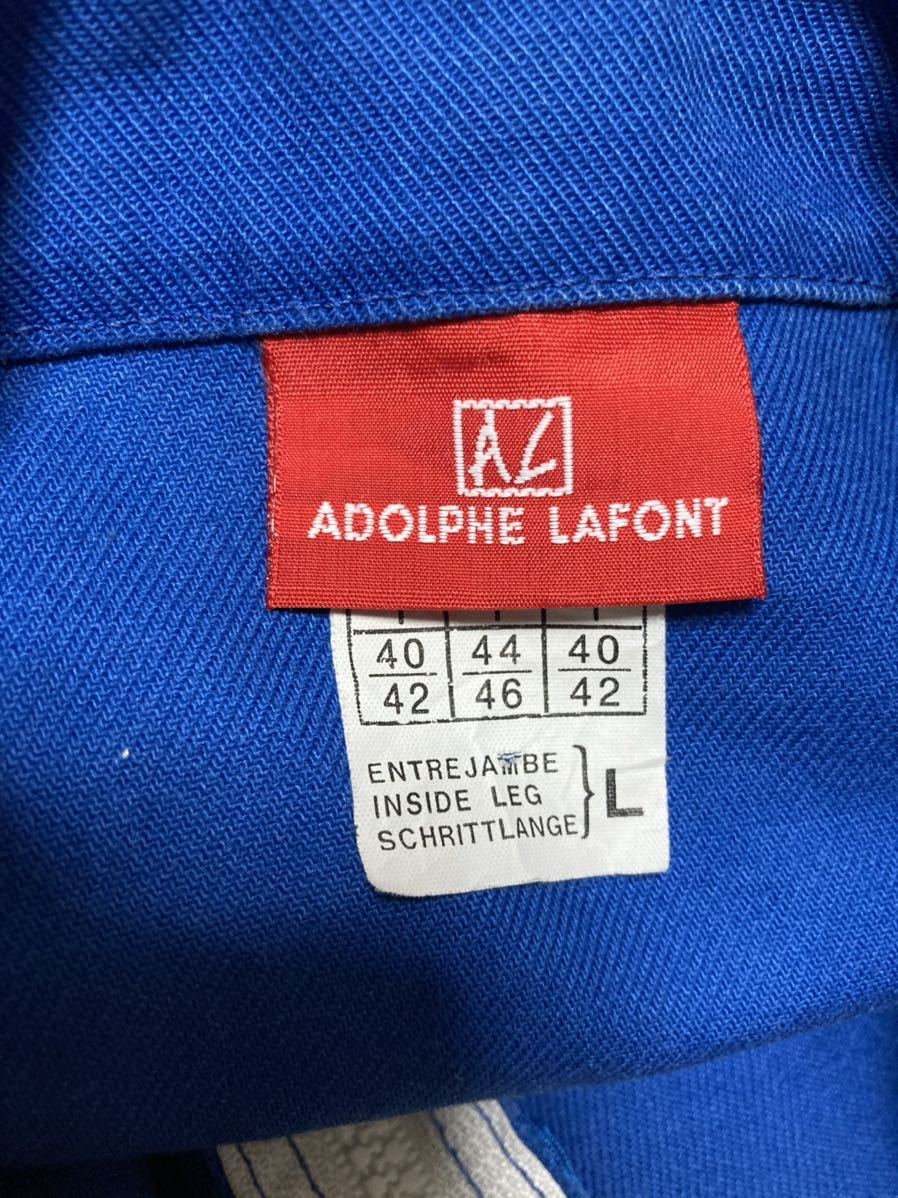 AL
ADOLPHE LAFONT
40 44 40
42 46 42
ENTREJAMBE
INSIDE LEG
SCHRITTLANGE
L